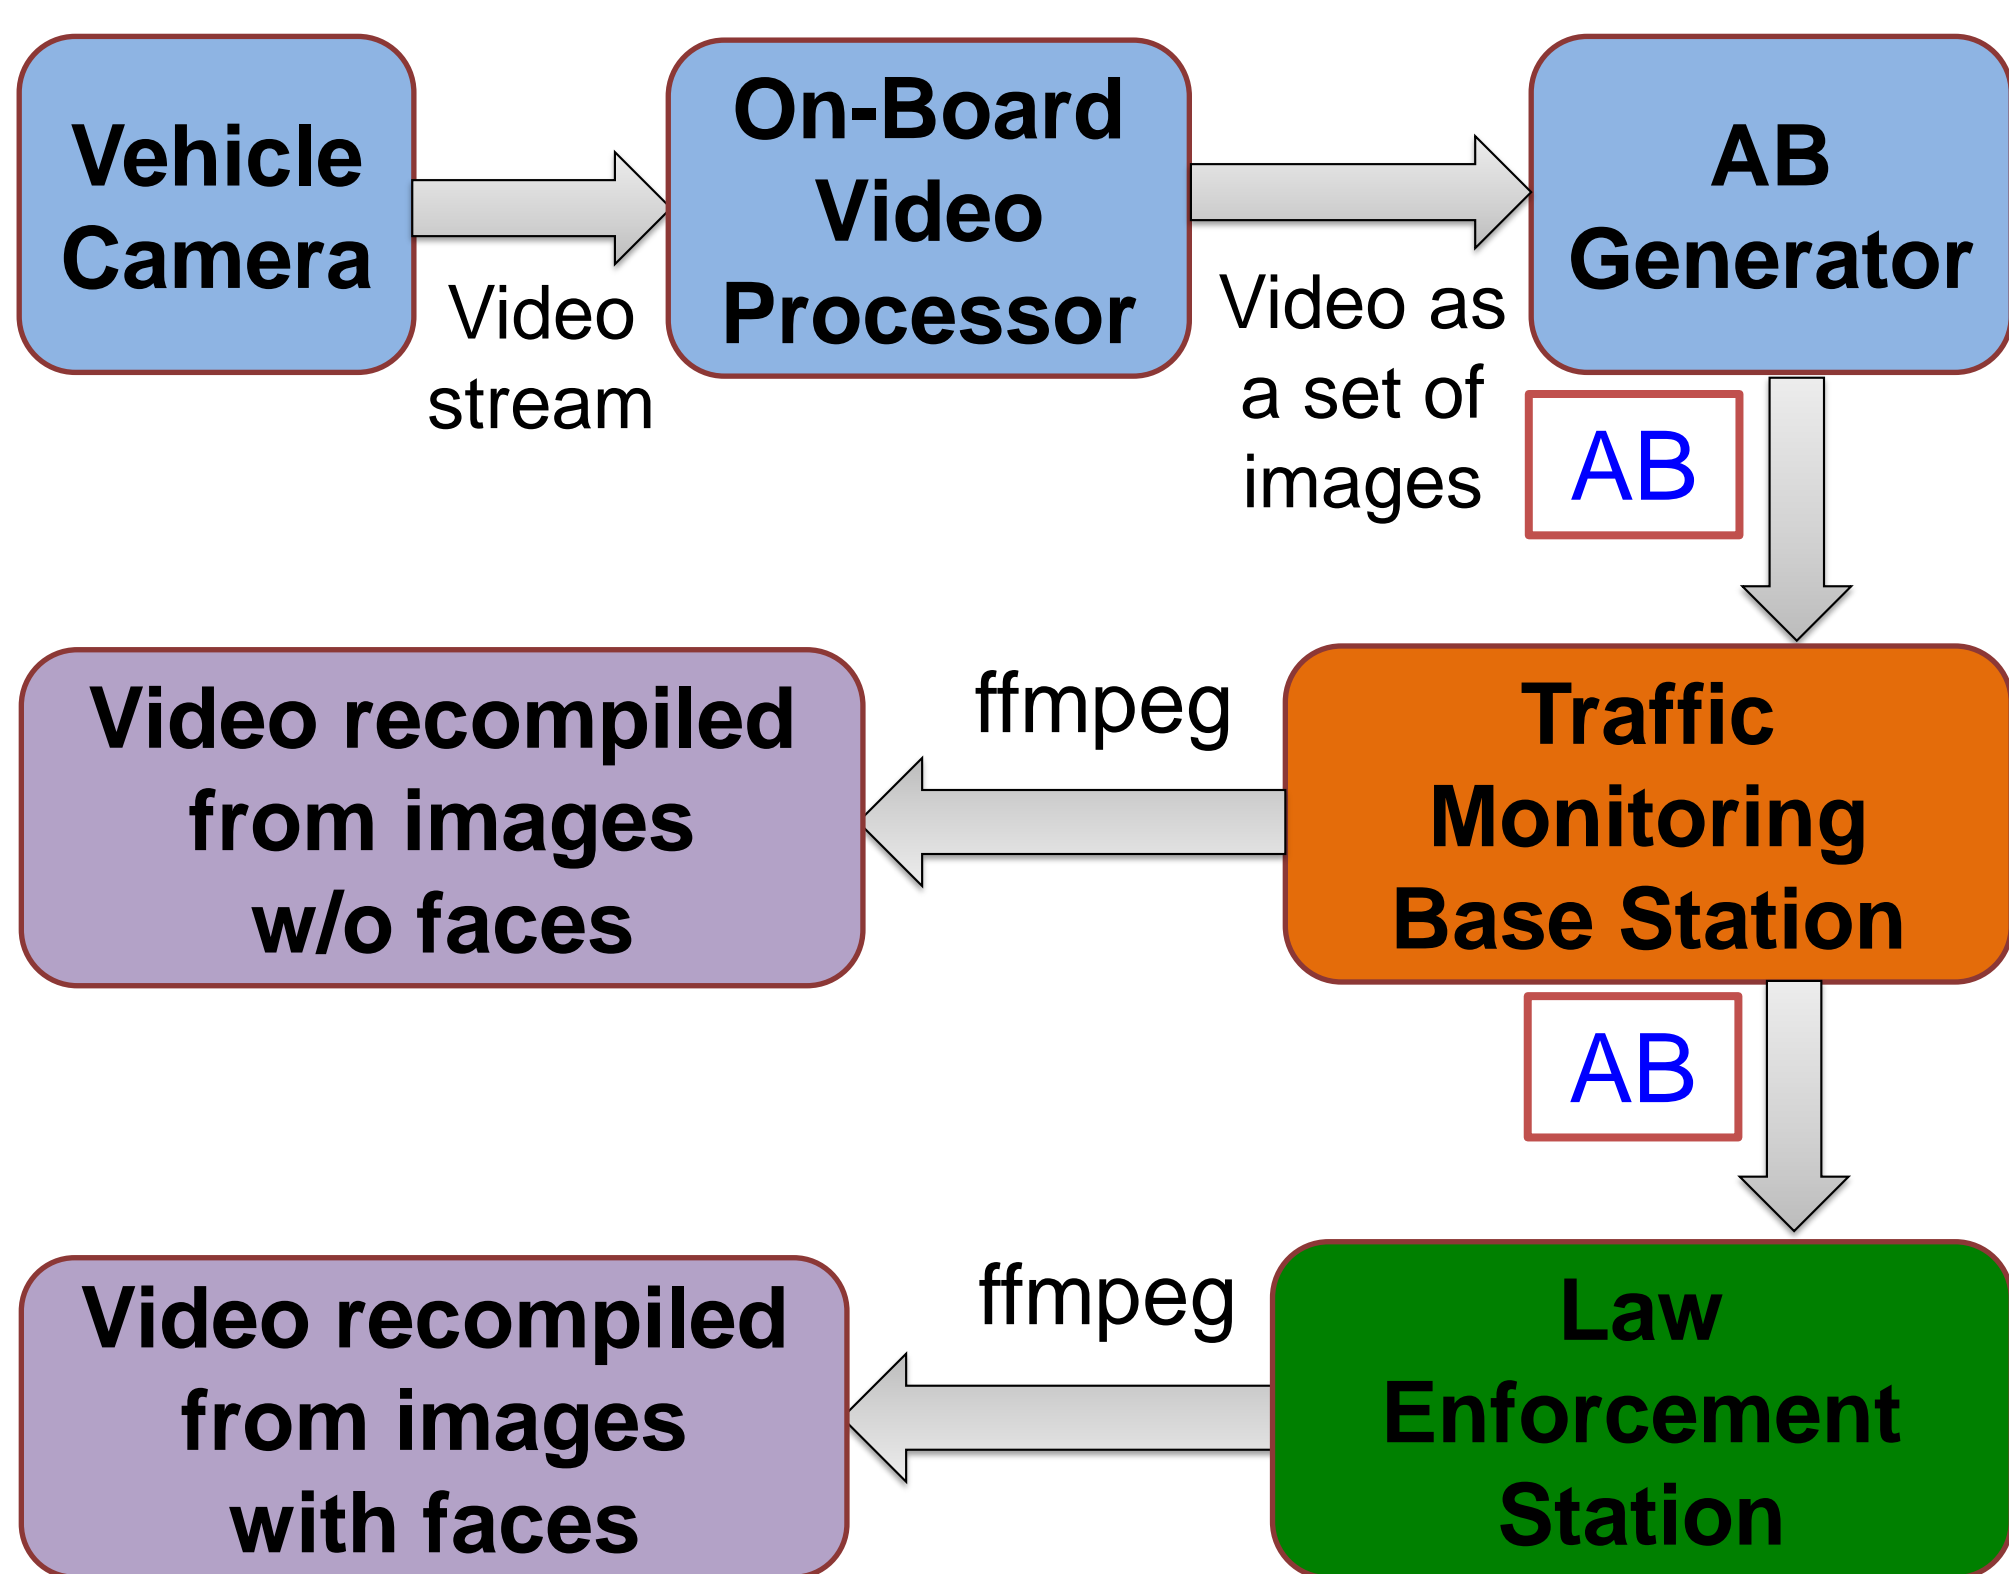 Vehicle
Camera
Video
stream
On-Board
Video
Processor
Video as
a set of
images
AB
Generator
AB
Video recompiled
from images
w/o faces
ffmpeg
Traffic
Monitoring
Base Station
AB
Video recompiled
from images
with faces
ffmpeg
Law
Enforcement
Station